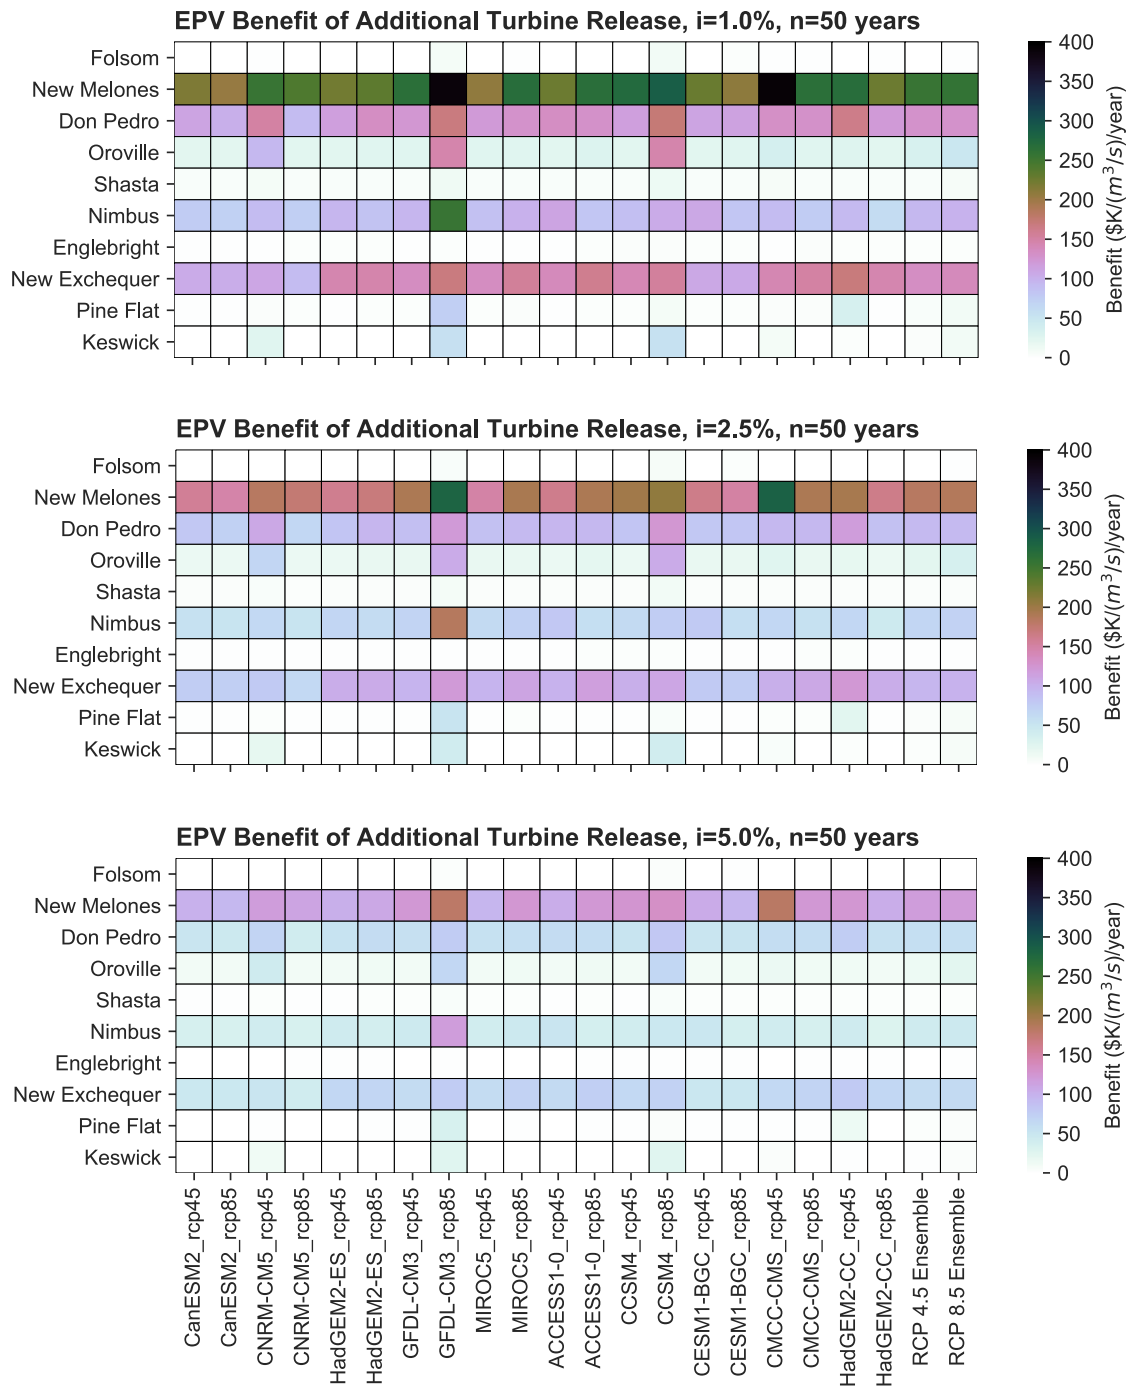 EPV Benefit of Additional Turbine Release, i=1.0%, n=50 years
Folsom
New Melones
Don Pedro
Oroville
Shasta
Nimbus
Englebright
New Exchequer
Pine Flat
Keswick
400
350
300
250
200
150
100
50
0
Benefit ($K/(m³/s)/year)
EPV Benefit of Additional Turbine Release, i=2.5%, n=50 years
Folsom
New Melones
Don Pedro
Oroville
Shasta
Nimbus
Englebright
New Exchequer
Pine Flat
Keswick
400
350
300
250
200
150
100
50
0
Benefit ($K/(m³/s)/year)
EPV Benefit of Additional Turbine Release, i=5.0%, n=50 years
Folsom
New Melones
Don Pedro
Oroville
Shasta
Nimbus
Englebright
New Exchequer
Pine Flat
Keswick
400
350
300
250
200
150
100
50
0
Benefit ($K/(m³/s)/year)
CanESM2_rcp45
CanESM2_rcp85
CNRM-CM5_rcp45
CNRM-CM5_rcp85
HadGEM2-ES_rcp45
HadGEM2-ES_rcp85
GFDL-CM3_rcp45
GFDL-CM3_rcp85
MIROC5_rcp45
MIROC5_rcp85
ACCESS1-0_rcp45
ACCESS1-0_rcp85
CCSM4_rcp45
CCSM4_rcp85
CESM1-BGC_rcp45
CESM1-BGC_rcp85
CMCC-CMS_rcp45
CMCC-CMS_rcp85
HadGEM2-CC_rcp45
HadGEM2-CC_rcp85
RCP 4.5 Ensemble
RCP 8.5 Ensemble